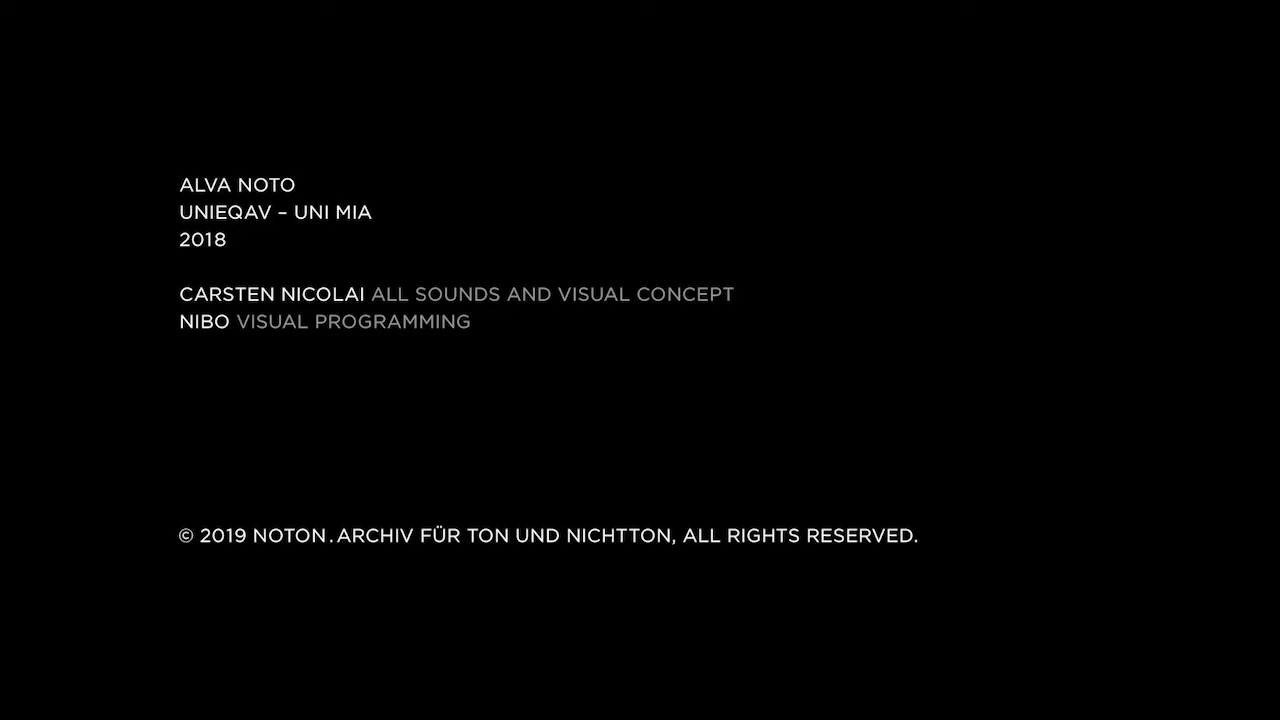 ALVA NOTO
UNIEQAV – UNI MIA
2018
CARSTEN NICOLAI ALL SOUNDS AND VISUAL CONCEPT
NIBO VISUAL PROGRAMMING
© 2019 NOTON. ARCHIV FÜR TON UND NICHTTON, ALL RIGHTS RESERVED.